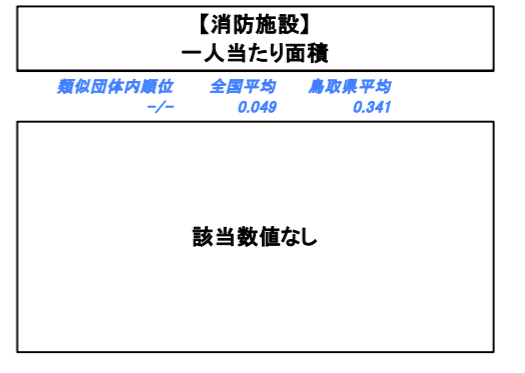 【消防施設】
一人当たり面積
類似団体内順位 全国平均 鳥取県平均
-/- 0.049 0.341
該当数値なし